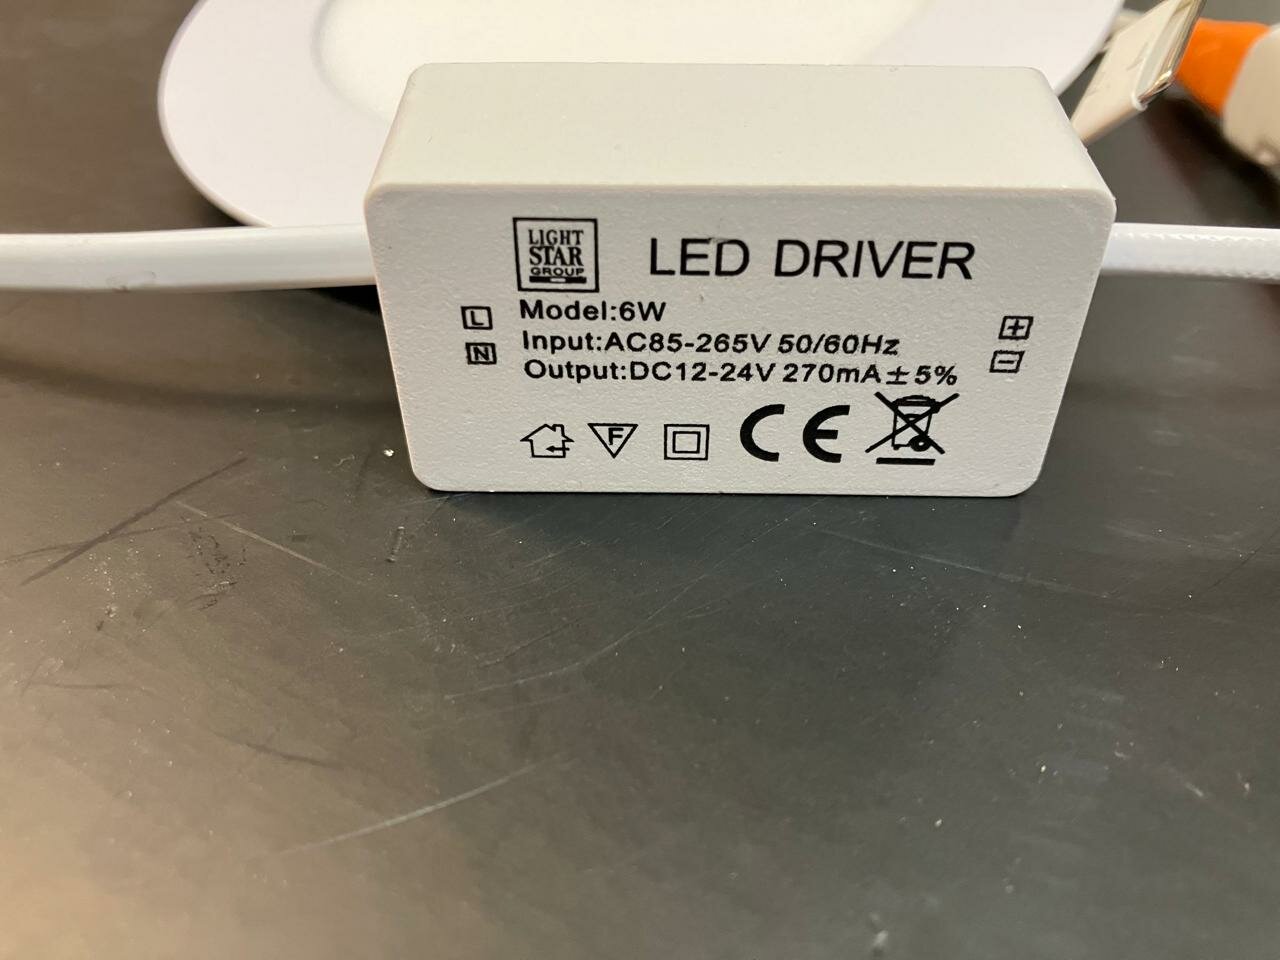 LIGHT
STAR
GROUP
LED DRIVER
Model:6W
L
Input:AC85-265V 50/60Hz
+
N
Output:DC12-24V 270mA±5%
-
F
CE